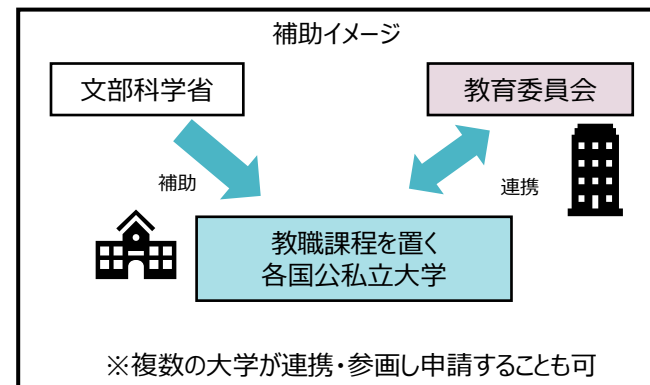 補助イメージ
文部科学省
教育委員会
補助
連携
教職課程を置く
各国公私立大学
※複数の大学が連携・参画し申請することも可